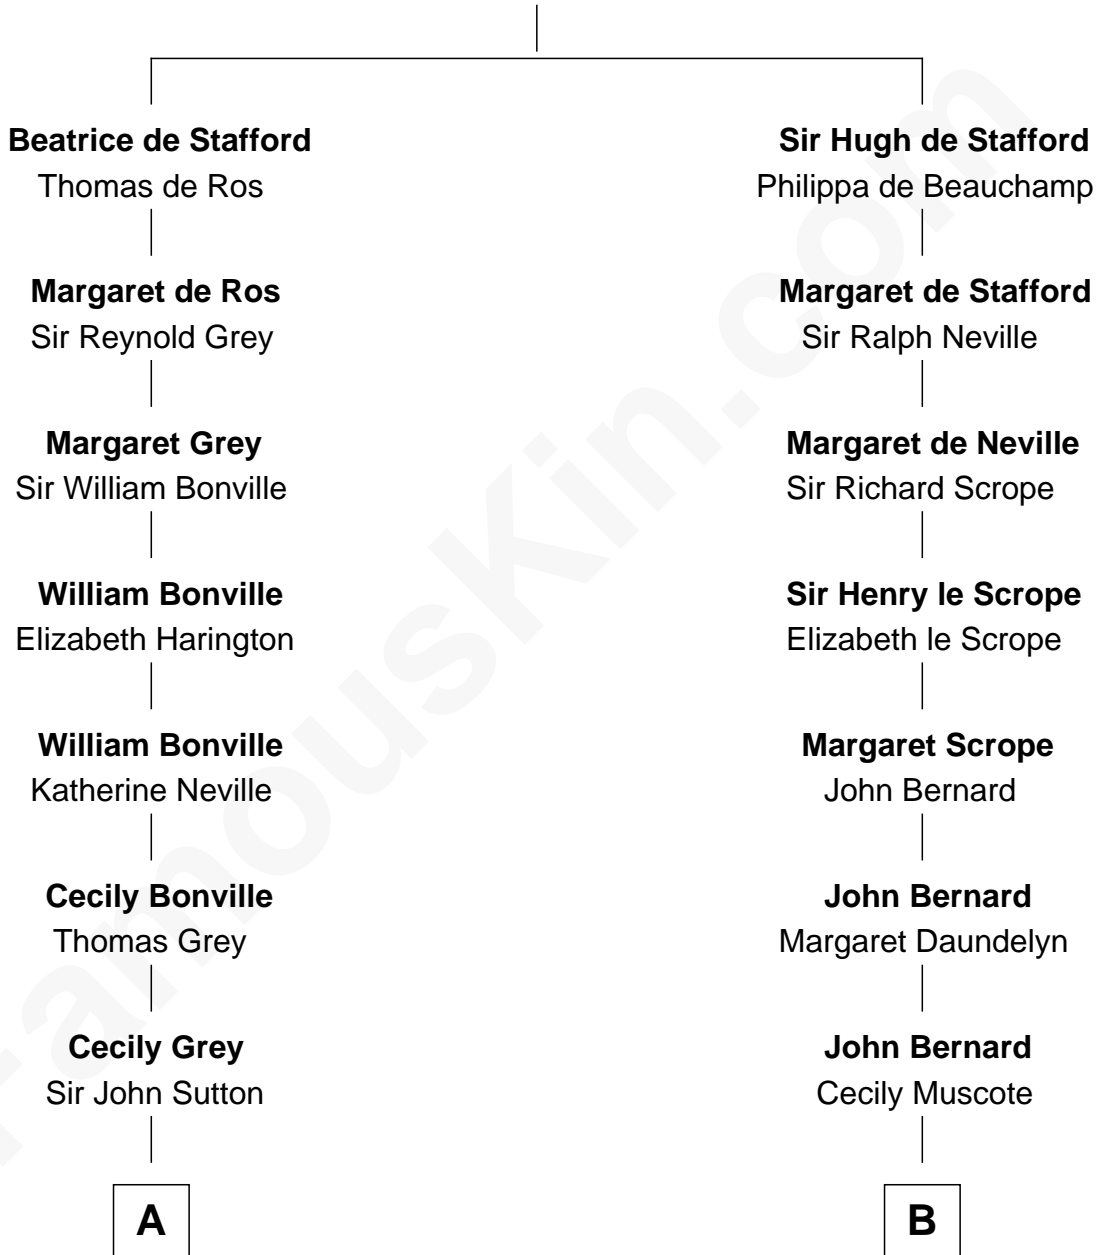 Beatrice de Stafford
Thomas de Ros
Margaret de Ros
Sir Reynold Grey
Margaret Grey
Sir William Bonville
William Bonville
Elizabeth Harington
William Bonville
Katherine Neville
Cecily Bonville
Thomas Grey
Cecily Grey
Sir John Sutton
A
Sir Hugh de Stafford
Philippa de Beauchamp
Margaret de Stafford
Sir Ralph Neville
Margaret de Neville
Sir Richard Scrope
Sir Henry le Scrope
Elizabeth le Scrope
Margaret Scrope
John Bernard
John Bernard
Margaret Daundelyn
John Bernard
Cecily Muscote
B
FamousKin.com